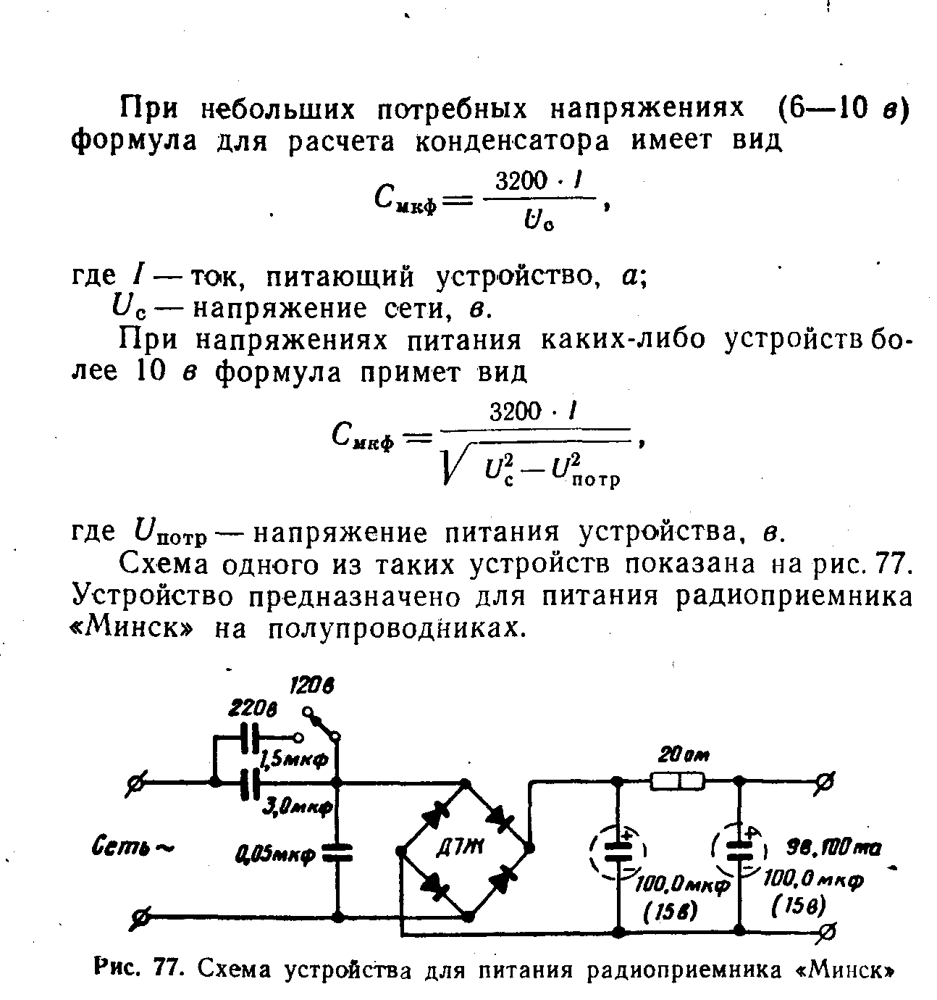 При небольших потребных напряжениях (6—10 в)
формула для расчета конденсатора имеет вид
Cмкф = 3200 · I / Uс ,
где I — ток, питающий устройство, а;
Uс — напряжение сети, в.
При напряжениях питания каких-либо устройств бо-
лее 10 в формула примет вид
Cмкф = 3200 · I / √(Uс² — Uпотр²) ,
где Uпотр — напряжение питания устройства, в.
Схема одного из таких устройств показана на рис. 77.
Устройство предназначено для питания радиоприемника
«Минск» на полупроводниках.
120в
220в
1,5мкф
20ом
3,0мкф
Сеть ~
0,05мкф
Д7Ж
+
+
9в, 100ма
−
−
100,0мкф
(15в)
100,0мкф
(15в)
Рис. 77. Схема устройства для питания радиоприемника «Минск»